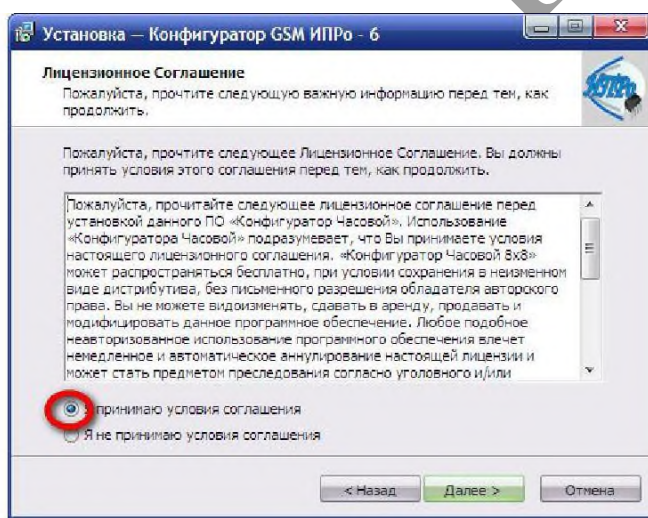 Установка — Конфигуратор GSM ИПРо - 6
Лицензионное Соглашение
Пожалуйста, прочтите следующую важную информацию перед тем, как
продолжить.
ИПРо
Пожалуйста, прочтите следующее Лицензионное Соглашение. Вы должны
принять условия этого соглашения перед тем, как продолжить.
Пожалуйста, прочитайте следующее лицензионное соглашение перед
установкой данного ПО «Конфигуратор Часовой». Использование
«Конфигуратора Часовой» подразумевает, что Вы принимаете условия
настоящего лицензионного соглашения. «Конфигуратор Часовой 8x8»
может распространяться бесплатно, при условии сохранения в неизменном
виде дистрибутива, без письменного разрешения обладателя авторского
права. Вы не можете видоизменять, сдавать в аренду, продавать и
модифицировать данное программное обеспечение. Любое подобное
неавторизованное использование программного обеспечения влечет
немедленное и автоматическое аннулирование настоящей лицензии и
может стать предметом преследования согласно уголовного и/или
Я принимаю условия соглашения
Я не принимаю условия соглашения
< Назад
Далее >
Отмена